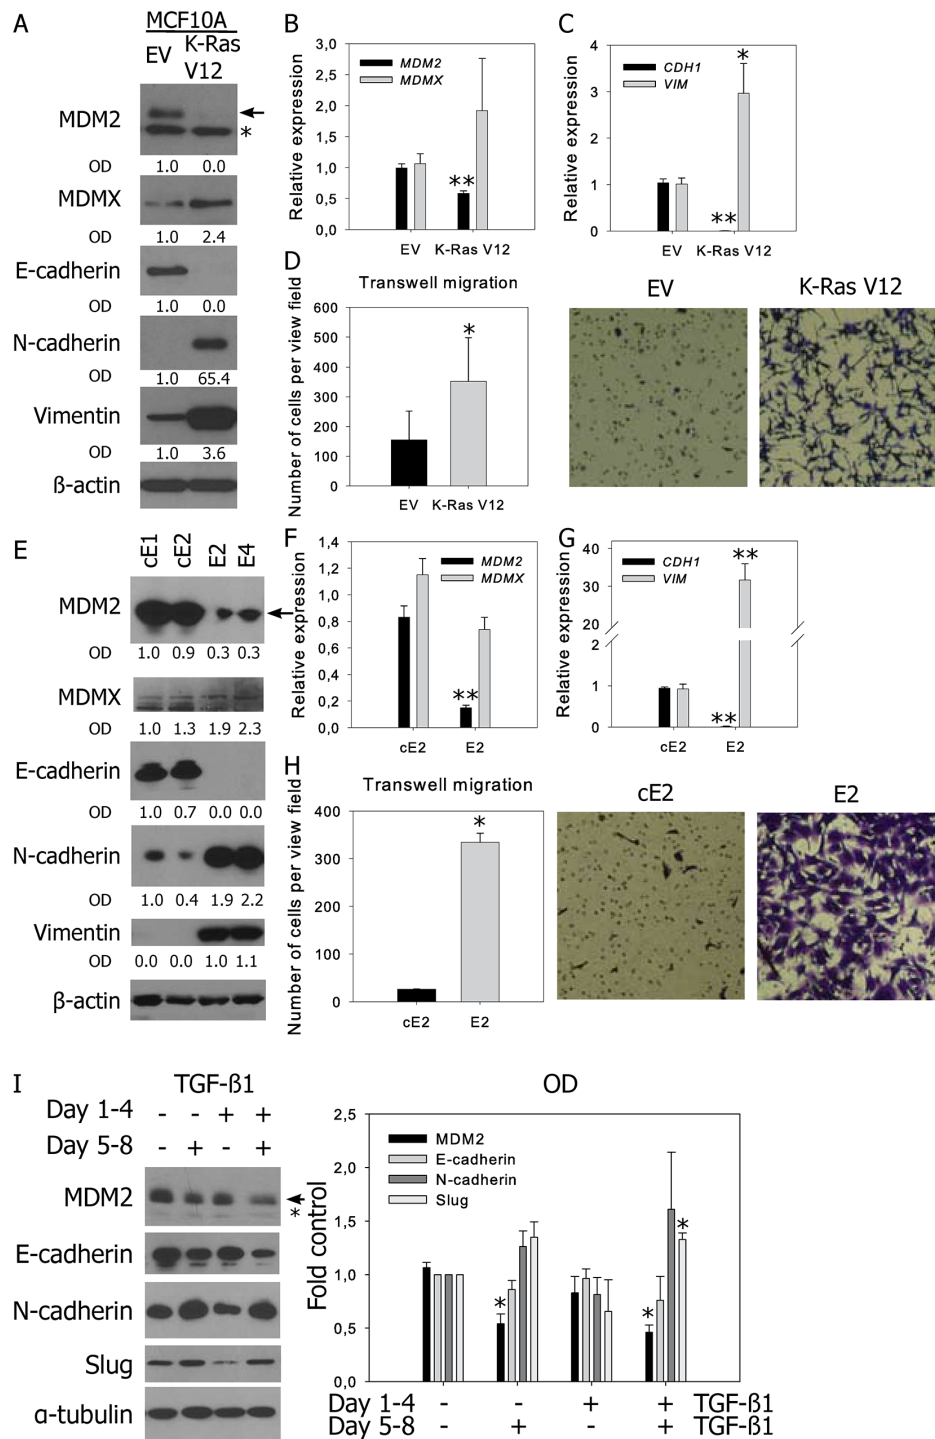 A
MCF10A
EV
K-Ras
V12
MDM2
*
OD
1.0 0.0
MDMX
OD
1.0 2.4
E-cadherin
OD
1.0 0.0
N-cadherin
OD
1.0 65.4
Vimentin
OD
1.0 3.6
ß-actin
B
Relative expression
3,0
2,5
2,0
1,5
1,0
0,5
0,0
MDM2
MDMX
**
EV K-Ras V12
C
Relative expression
4
3
2
1
0
CDH1
VIM
*
**
EV K-Ras V12
D
Transwell migration
Number of cells per view field
600
500
400
300
200
100
0
*
EV K-Ras V12
EV
K-Ras V12
E
cE1 cE2 E2 E4
MDM2
OD
1.0 0.9 0.3 0.3
MDMX
OD
1.0 1.3 1.9 2.3
E-cadherin
OD
1.0 0.7 0.0 0.0
N-cadherin
OD
1.0 0.4 1.9 2.2
Vimentin
OD
0.0 0.0 1.0 1.1
β-actin
F
Relative expression
1,4
1,2
1,0
0,8
0,6
0,4
0,2
0,0
MDM2
MDMX
**
cE2 E2
G
Relative expression
40
30
20
2
1
0
CDH1
VIM
**
**
cE2 E2
H
Transwell migration
Number of cells per view field
400
300
200
100
0
*
cE2 E2
cE2
E2
I
TGF-ß1
Day 1-4 - - + +
Day 5-8 - + - +
MDM2
*
E-cadherin
N-cadherin
Slug
α-tubulin
OD
Fold control
2,5
2,0
1,5
1,0
0,5
0,0
MDM2
E-cadherin
N-cadherin
Slug
*
*
*
Day 1-4 - - + + TGF-ß1
Day 5-8 - + - + TGF-ß1